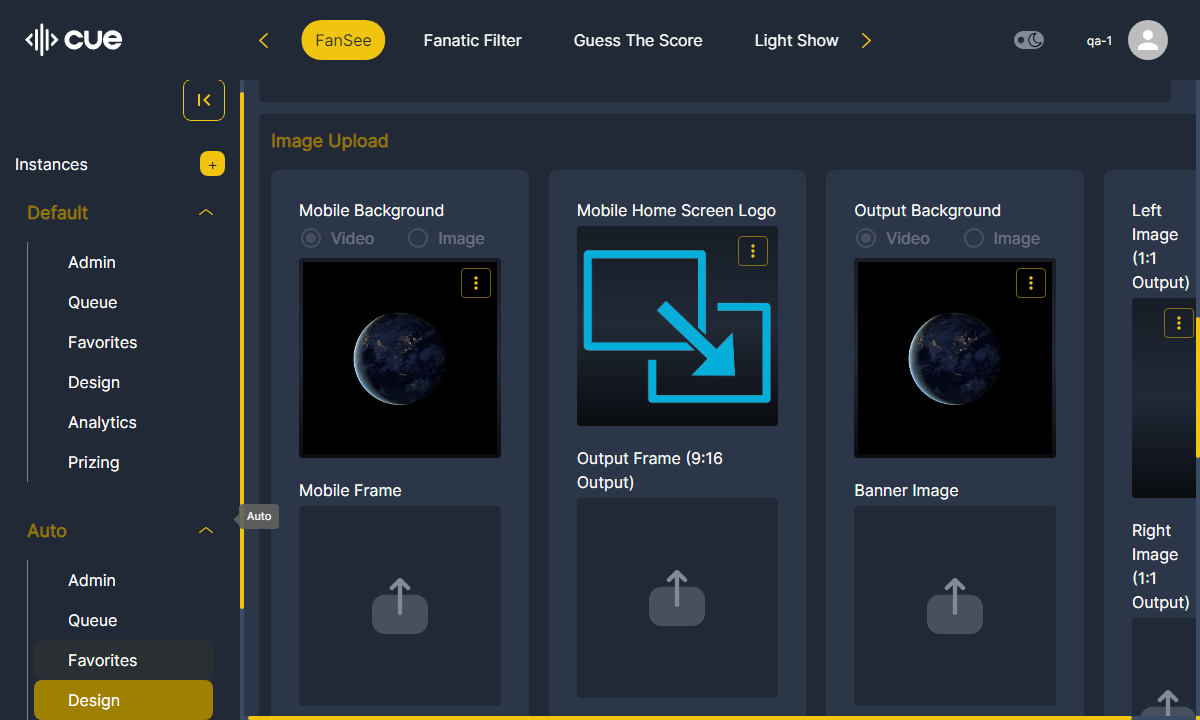 cue
FanSee
Fanatic Filter
Guess The Score
Light Show
qa-1
Instances
+
Default
Admin
Queue
Favorites
Design
Analytics
Prizing
Auto
Auto
Admin
Queue
Favorites
Design
Image Upload
Mobile Background
Video
Image
Mobile Frame
Mobile Home Screen Logo
Output Frame (9:16
Output)
Output Background
Video
Image
Banner Image
Left
Image
(1:1
Output)
Right
Image
(1:1
Output)